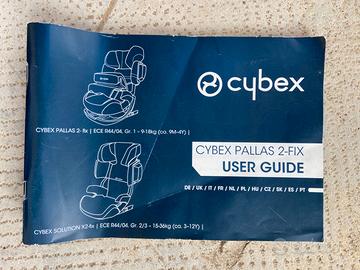 cybex
CYBEX PALLAS 2- fix | ECE R44/04, Gr. 1 - 9-18kg (ca. 9M-4Y) |
CYBEX PALLAS 2-FIX
USER GUIDE
DE / UK / IT / FR / NL / PL / HU / CZ / SK / ES / PT
CYBEX SOLUTION X2-fix | ECE R44/04, Gr. 2/3 - 15-36kg (ca. 3-12Y) |